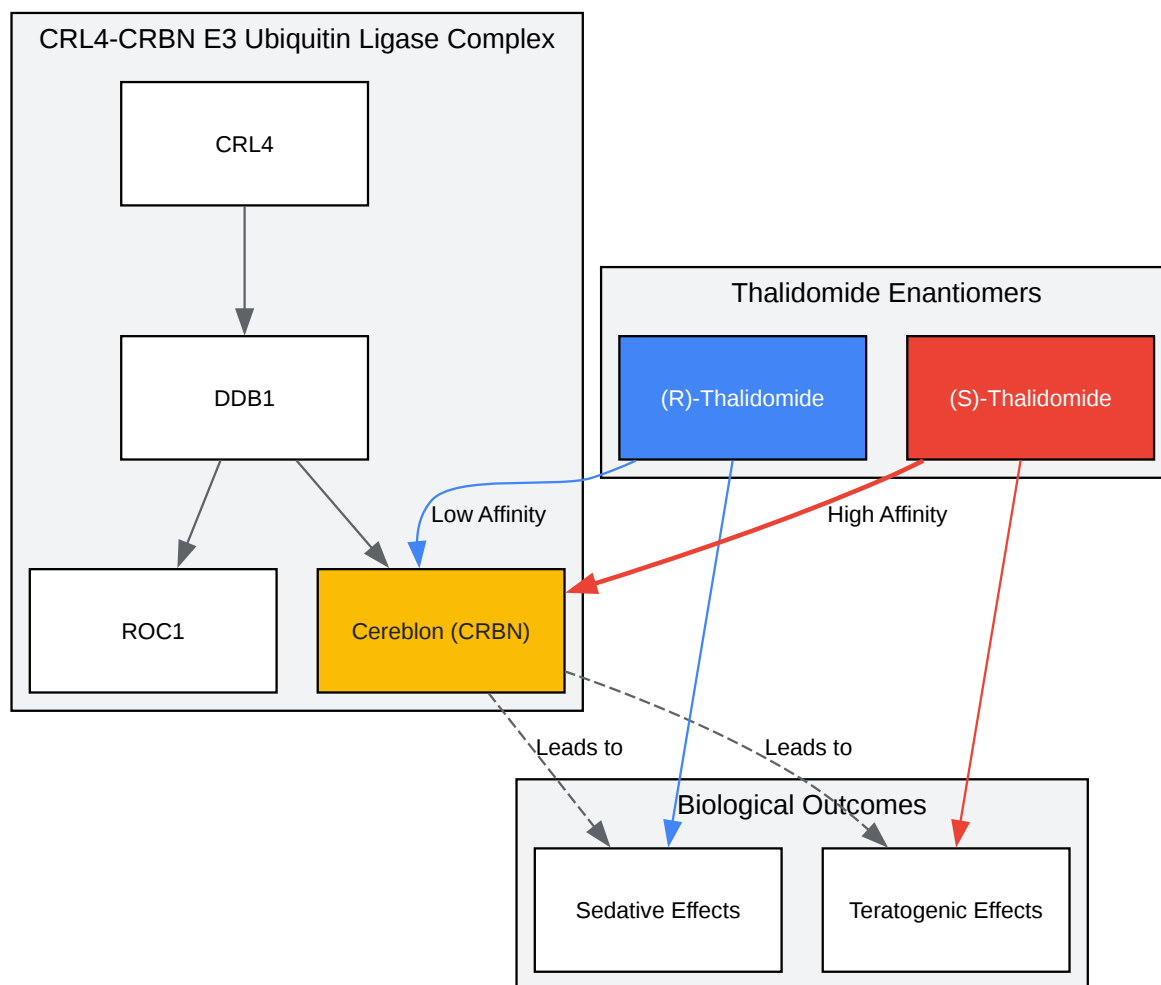 CRL4-CRBN E3 Ubiquitin Ligase Complex
CRL4
Thalidomide Enantiomers
DDB1
(R)-Thalidomide
(S)-Thalidomide
Low Affinity
High Affinity
ROC1
Cereblon (CRBN)
Leads to
Leads to
Biological Outcomes
Sedative Effects
Teratogenic Effects